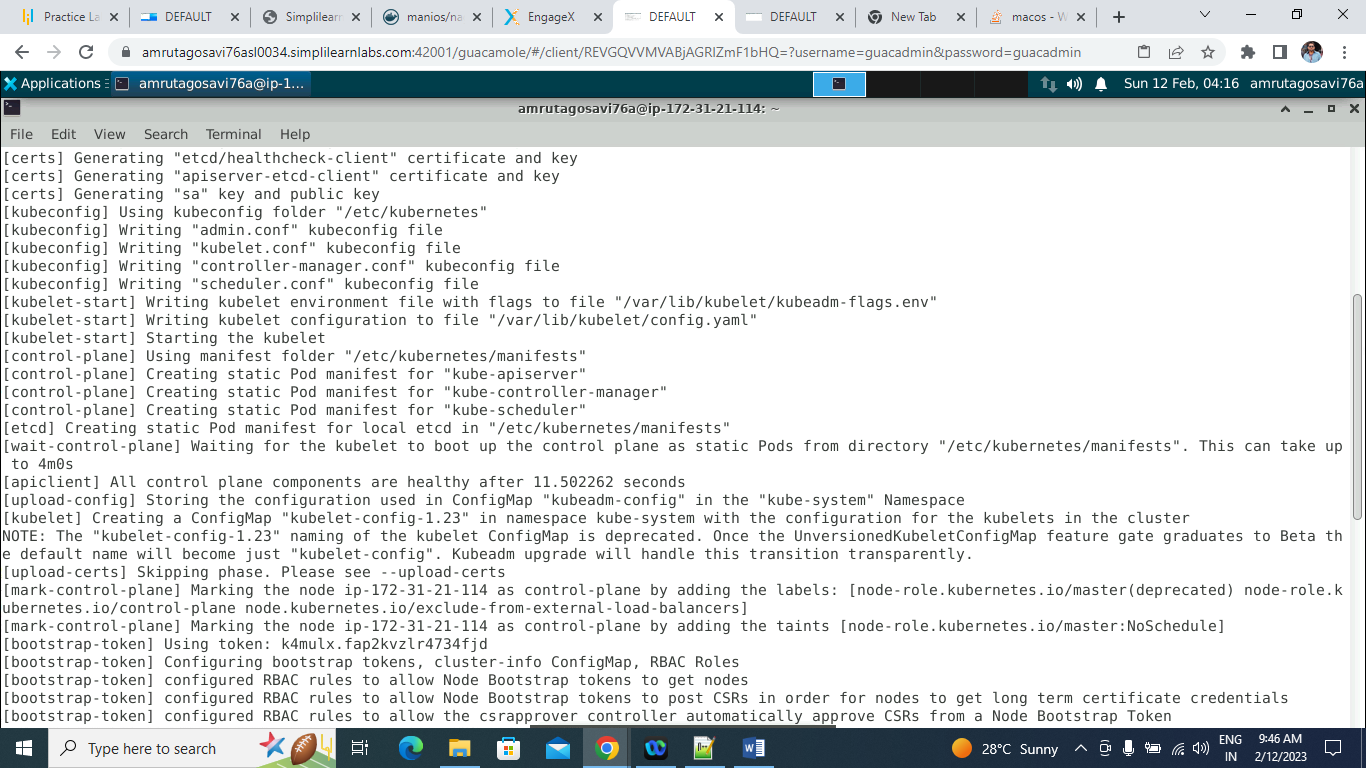 Practice La
DEFAULT
Simplilearn
manios/na
EngageX
DEFAULT
DEFAULT
New Tab
macos - W
amrutagosavi76asl0034.simplilearnlabs.com:42001/guacamole/#/client/REVGQVVMVABjAGRlZmF1bHQ=?username=guacadmin&password=guacadmin
Applications
amrutagosavi76a@ip-1...
Sun 12 Feb, 04:16
amrutagosavi76a
amrutagosavi76a@ip-172-31-21-114: ~
File Edit View Search Terminal Help
[certs] Generating "etcd/healthcheck-client" certificate and key
[certs] Generating "apiserver-etcd-client" certificate and key
[certs] Generating "sa" key and public key
[kubeconfig] Using kubeconfig folder "/etc/kubernetes"
[kubeconfig] Writing "admin.conf" kubeconfig file
[kubeconfig] Writing "kubelet.conf" kubeconfig file
[kubeconfig] Writing "controller-manager.conf" kubeconfig file
[kubeconfig] Writing "scheduler.conf" kubeconfig file
[kubelet-start] Writing kubelet environment file with flags to file "/var/lib/kubelet/kubeadm-flags.env"
[kubelet-start] Writing kubelet configuration to file "/var/lib/kubelet/config.yaml"
[kubelet-start] Starting the kubelet
[control-plane] Using manifest folder "/etc/kubernetes/manifests"
[control-plane] Creating static Pod manifest for "kube-apiserver"
[control-plane] Creating static Pod manifest for "kube-controller-manager"
[control-plane] Creating static Pod manifest for "kube-scheduler"
[etcd] Creating static Pod manifest for local etcd in "/etc/kubernetes/manifests"
[wait-control-plane] Waiting for the kubelet to boot up the control plane as static Pods from directory "/etc/kubernetes/manifests". This can take up
 to 4m0s
[apiclient] All control plane components are healthy after 11.502262 seconds
[upload-config] Storing the configuration used in ConfigMap "kubeadm-config" in the "kube-system" Namespace
[kubelet] Creating a ConfigMap "kubelet-config-1.23" in namespace kube-system with the configuration for the kubelets in the cluster
NOTE: The "kubelet-config-1.23" naming of the kubelet ConfigMap is deprecated. Once the UnversionedKubeletConfigMap feature gate graduates to Beta th
e default name will become just "kubelet-config". Kubeadm upgrade will handle this transition transparently.
[upload-certs] Skipping phase. Please see --upload-certs
[mark-control-plane] Marking the node ip-172-31-21-114 as control-plane by adding the labels: [node-role.kubernetes.io/master(deprecated) node-role.k
ubernetes.io/control-plane node.kubernetes.io/exclude-from-external-load-balancers]
[mark-control-plane] Marking the node ip-172-31-21-114 as control-plane by adding the taints [node-role.kubernetes.io/master:NoSchedule]
[bootstrap-token] Using token: k4mulx.fap2kvzlr4734fjd
[bootstrap-token] Configuring bootstrap tokens, cluster-info ConfigMap, RBAC Roles
[bootstrap-token] configured RBAC rules to allow Node Bootstrap tokens to get nodes
[bootstrap-token] configured RBAC rules to allow Node Bootstrap tokens to post CSRs in order for nodes to get long term certificate credentials
[bootstrap-token] configured RBAC rules to allow the csrapprover controller automatically approve CSRs from a Node Bootstrap Token
Type here to search
28°C Sunny
ENG
IN
9:46 AM
2/12/2023